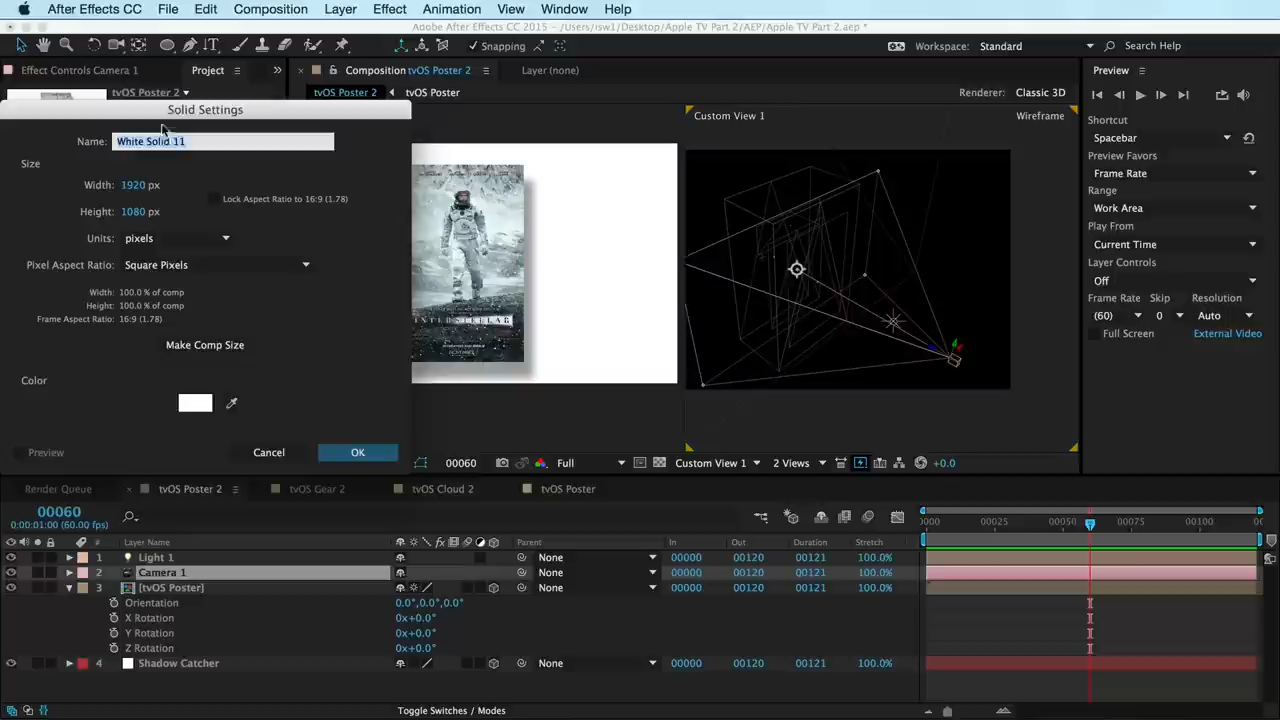 After Effects CC File Edit Composition Layer Effect Animation View Window Help
Adobe After Effects CC 2015 - /Users/isw1/Desktop/Apple TV Part 2/AEP/Apple TV Part 2.aep *
Snapping Workspace: Standard Search Help
Effect Controls Camera 1 Project Composition tvOS Poster 2 Layer (none) Preview
tvOS Poster 2 tvOS Poster 2 tvOS Poster Renderer: Classic 3D
Solid Settings
Name: White Solid 11
Size
Width: 1920 px
Lock Aspect Ratio to 16:9 (1.78)
Height: 1080 px
Units: pixels
Pixel Aspect Ratio: Square Pixels
Width: 100.0 % of comp
Height: 100.0 % of comp
Frame Aspect Ratio: 16:9 (1.78)
Make Comp Size
Color
Preview Cancel OK
Custom View 1 Wireframe
INTERSTELLAR
NOVEMBER
Shortcut
Spacebar
Preview Favors
Frame Rate
Range
Work Area
Play From
Current Time
Layer Controls
Off
Frame Rate Skip Resolution
(60) 0 Auto
Full Screen External Video
00060 Full Custom View 1 2 Views +0.0
Render Queue tvOS Poster 2 tvOS Gear 2 tvOS Cloud 2 tvOS Poster
00060
0:00:01:00 (60.00 fps)
0000 00025 00050 00075 00100
# Layer Name Parent In Out Duration Stretch
1 Light 1 None 00000 00120 00121 100.0%
2 Camera 1 None 00000 00120 00121 100.0%
3 [tvOS Poster] None 00000 00120 00121 100.0%
Orientation 0.0°,0.0°,0.0°
X Rotation 0x+0.0°
Y Rotation 0x+0.0°
Z Rotation 0x+0.0°
4 Shadow Catcher None 00000 00120 00121 100.0%
Toggle Switches / Modes